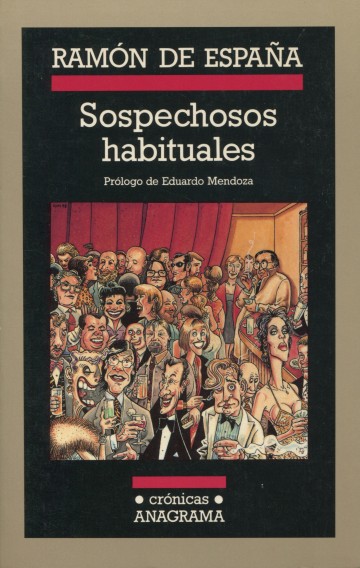 RAMÓN DE ESPAÑA
Sospechosos
habituales
Prólogo de Eduardo Mendoza
• crónicas •
ANAGRAMA